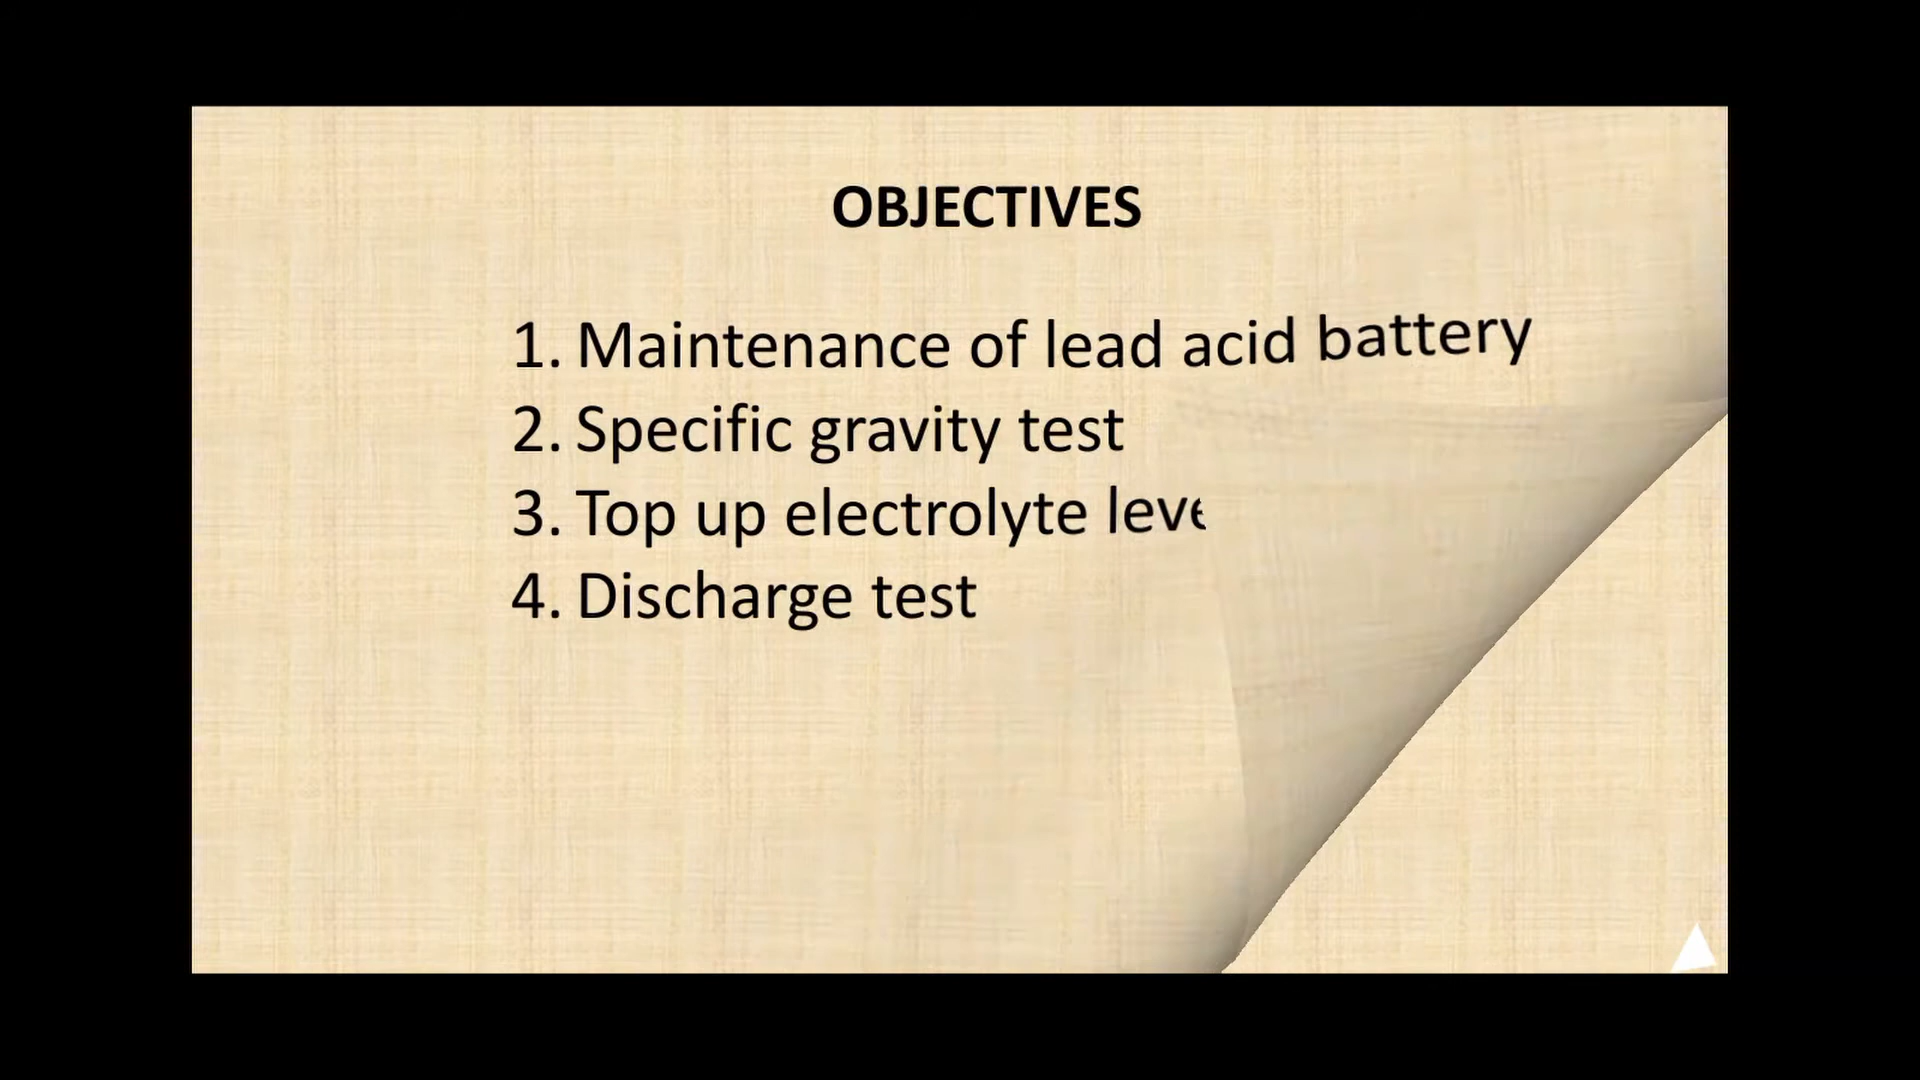 OBJECTIVES
1. Maintenance of lead acid battery
2. Specific gravity test
3. Top up electrolyte leve
4. Discharge test